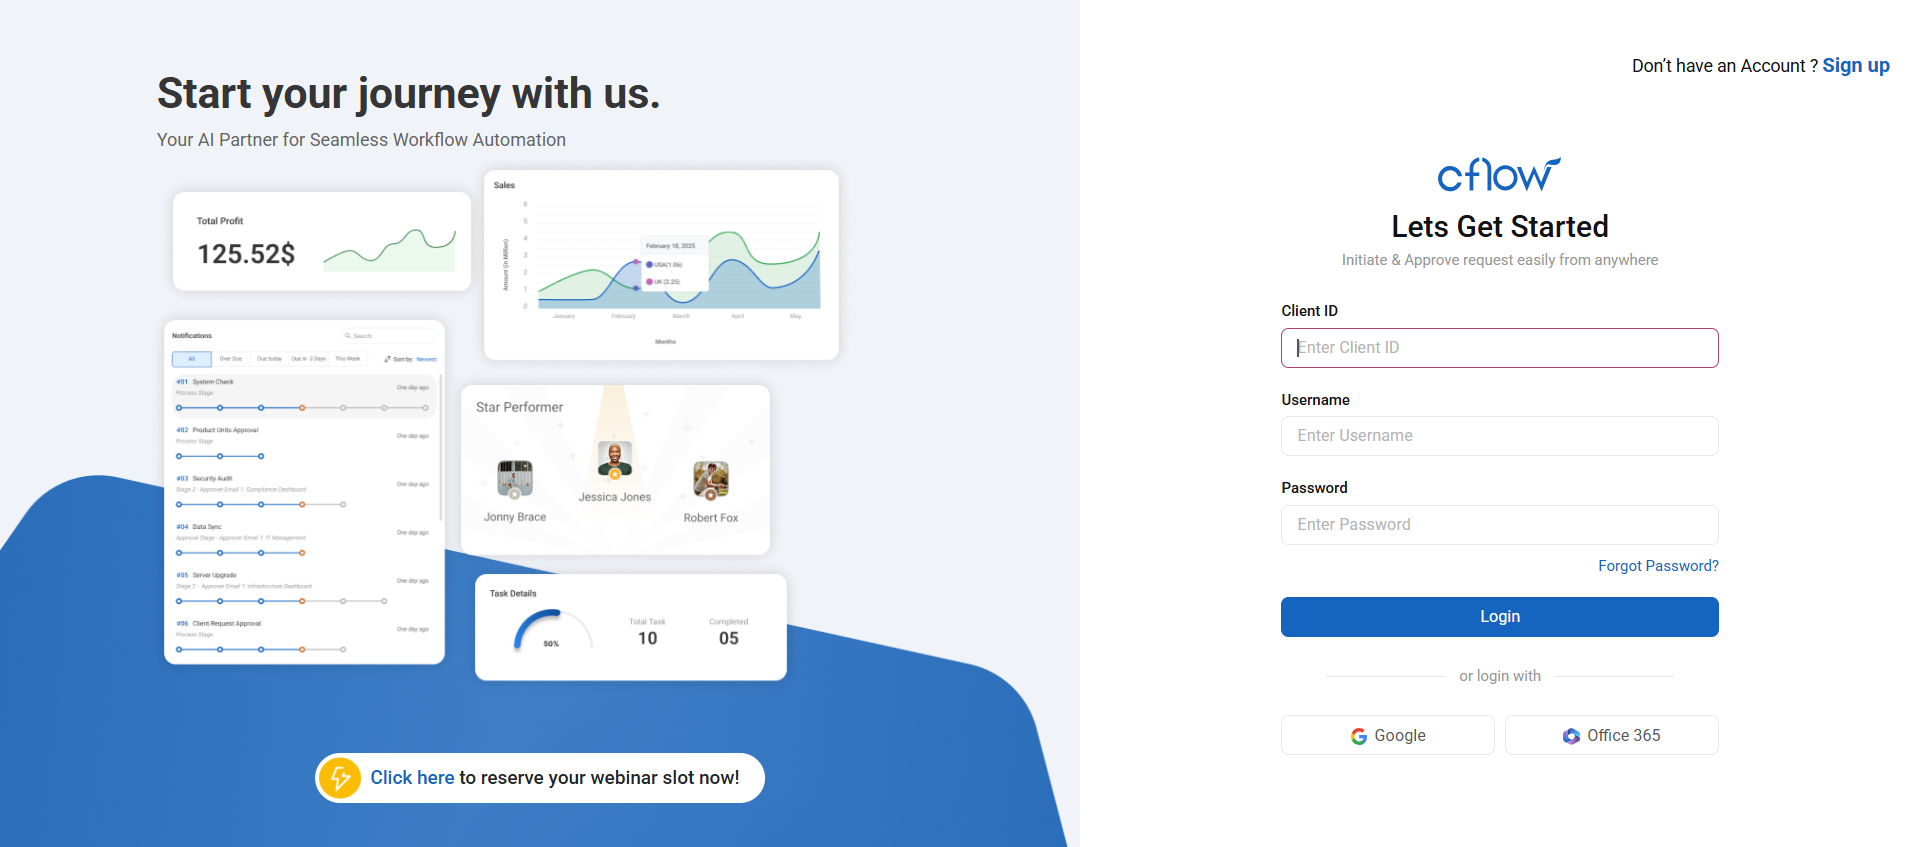 Start your journey with us.
Your AI Partner for Seamless Workflow Automation
Total Profit
125.52$
Sales
6
5
4
3
2
1
0
Amount (in Million)
February 18, 2025
USA(1.06)
UK (2.25)
January February March April May
Months
Notifications
Search
All Over Due Due today Due in 3 Days This Week Sort by: Newest
#01 System Check
Process Stage
One day ago
#02 Product Units Approval
Process Stage
One day ago
#03 Security Audit
Stage 2 - Approver Email 1: Compliance Dashboard
One day ago
#04 Data Sync
Approval Stage - Approver Email 1: IT Management
One day ago
#05 Server Upgrade
Stage 2 - Approver Email 1: Infrastructure Dashboard
One day ago
#06 Client Request Approval
Process Stage
One day ago
Star Performer
Jonny Brace
Jessica Jones
Robert Fox
Task Details
50%
Total Task
10
Completed
05
Click here to reserve your webinar slot now!
Don't have an Account ? Sign up
cflow
Lets Get Started
Initiate & Approve request easily from anywhere
Client ID
Enter Client ID
Username
Enter Username
Password
Enter Password
Forgot Password?
Login
or login with
Google
Office 365